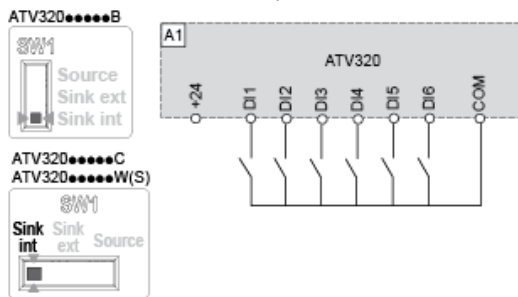 ATV320●●●●●B
SW1
Source
Sink ext
Sink int
ATV320●●●●●C
ATV320●●●●●W(S)
SW1
Sink int
Sink ext
Source
A1
ATV320
+24
DI1
DI2
DI3
DI4
DI5
DI6
COM